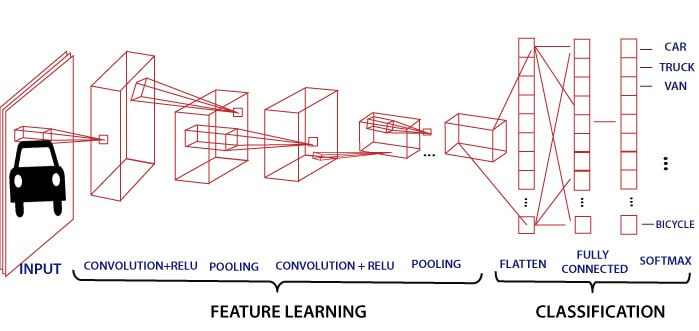 CAR
TRUCK
VAN
BICYCLE
INPUT
CONVOLUTION+RELU
POOLING
CONVOLUTION + RELU
POOLING
FLATTEN
FULLY
CONNECTED
SOFTMAX
FEATURE LEARNING
CLASSIFICATION